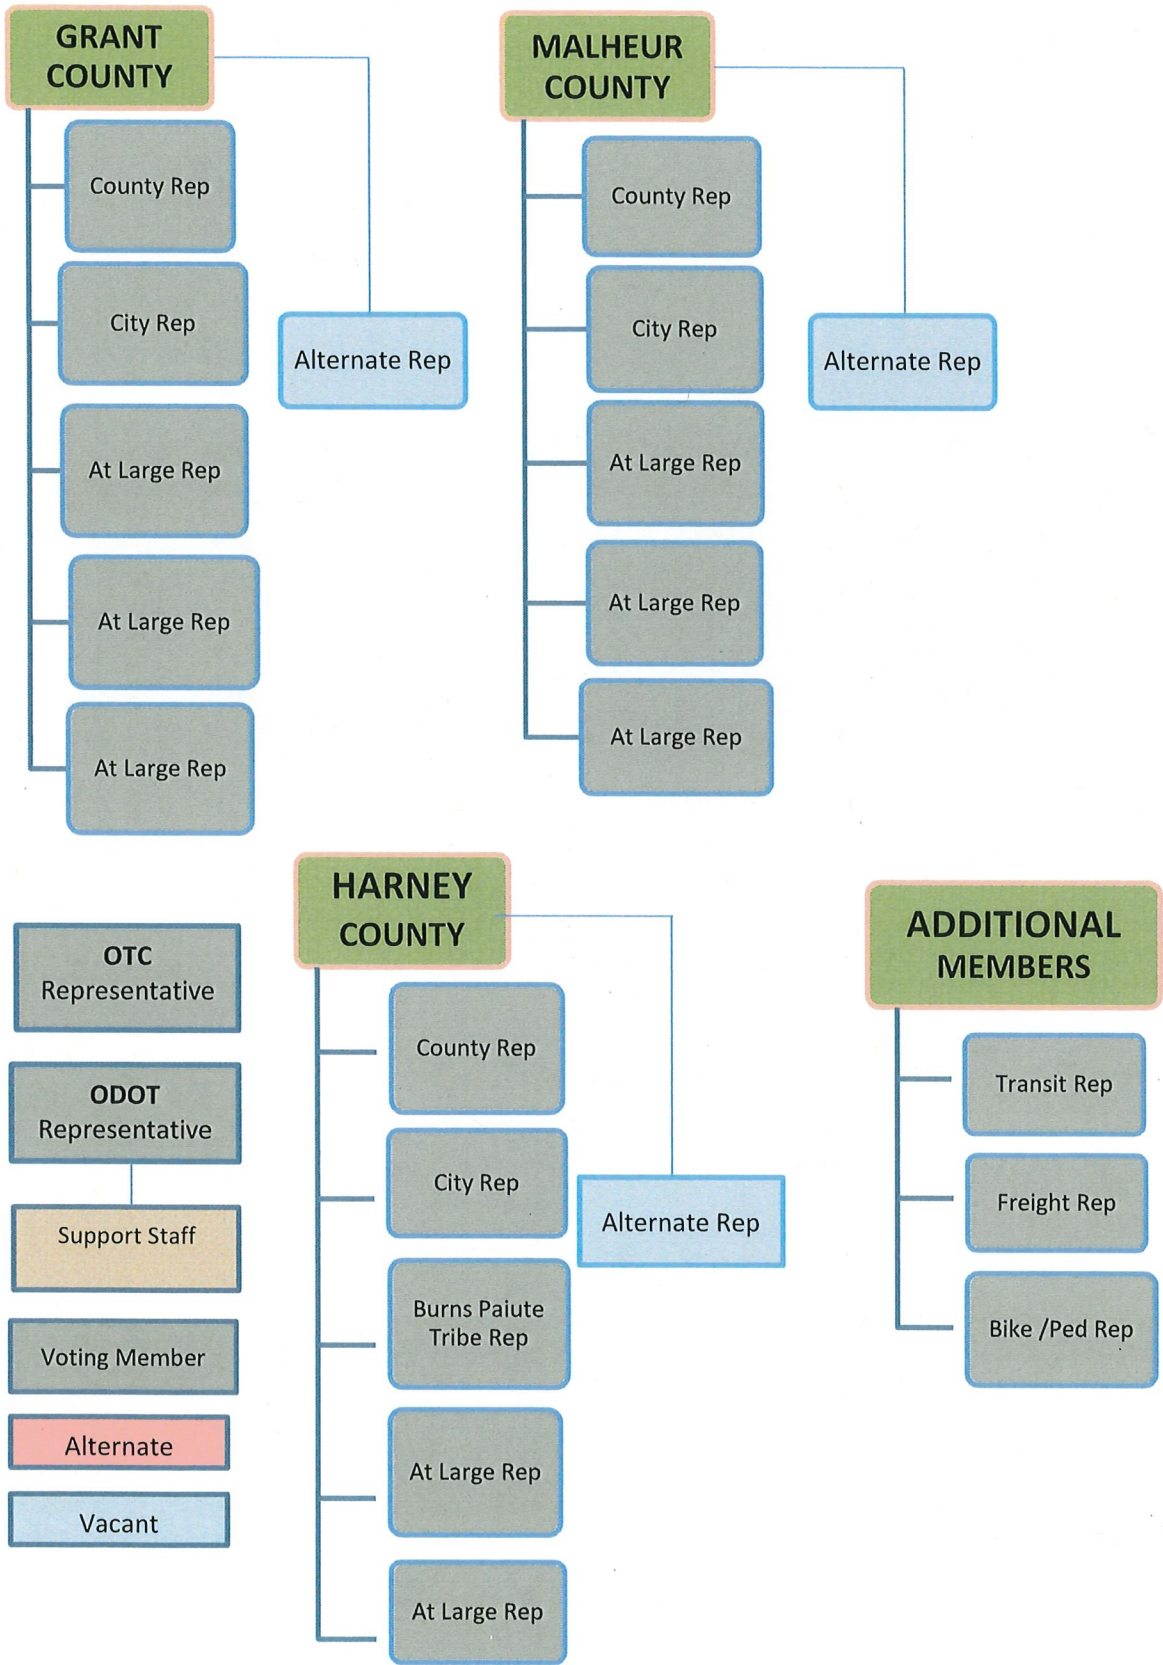 GRANT
COUNTY
County Rep
City Rep
At Large Rep
At Large Rep
At Large Rep
Alternate Rep
MALHEUR
COUNTY
County Rep
City Rep
At Large Rep
At Large Rep
At Large Rep
Alternate Rep
OTC
Representative
ODOT
Representative
Support Staff
Voting Member
Alternate
Vacant
HARNEY
COUNTY
County Rep
City Rep
Burns Paiute
Tribe Rep
At Large Rep
At Large Rep
Alternate Rep
ADDITIONAL
MEMBERS
Transit Rep
Freight Rep
Bike /Ped Rep